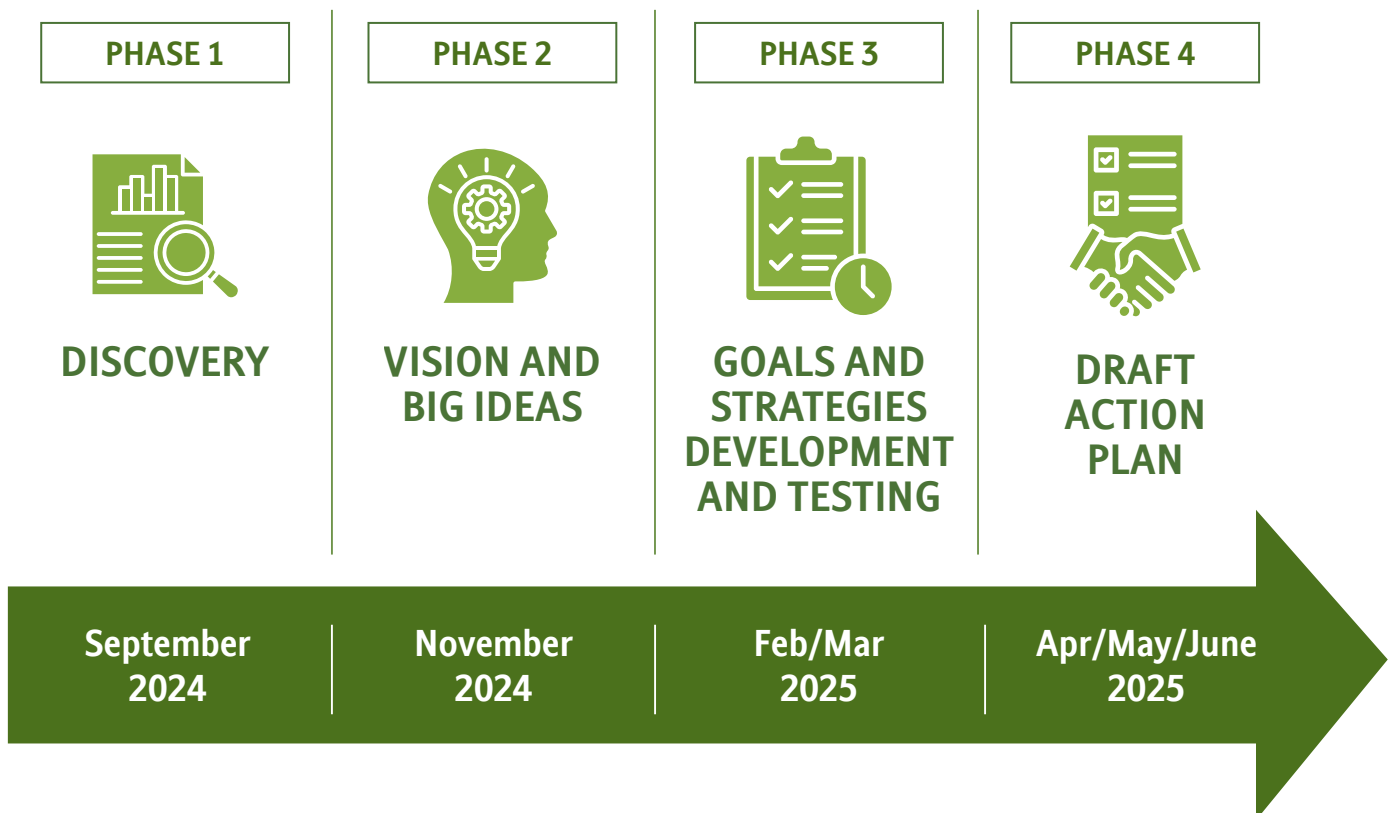 PHASE 1
PHASE 2
PHASE 3
PHASE 4
DISCOVERY
VISION AND
BIG IDEAS
GOALS AND
STRATEGIES
DEVELOPMENT
AND TESTING
DRAFT
ACTION
PLAN
September
2024
November
2024
Feb/Mar
2025
Apr/May/June
2025